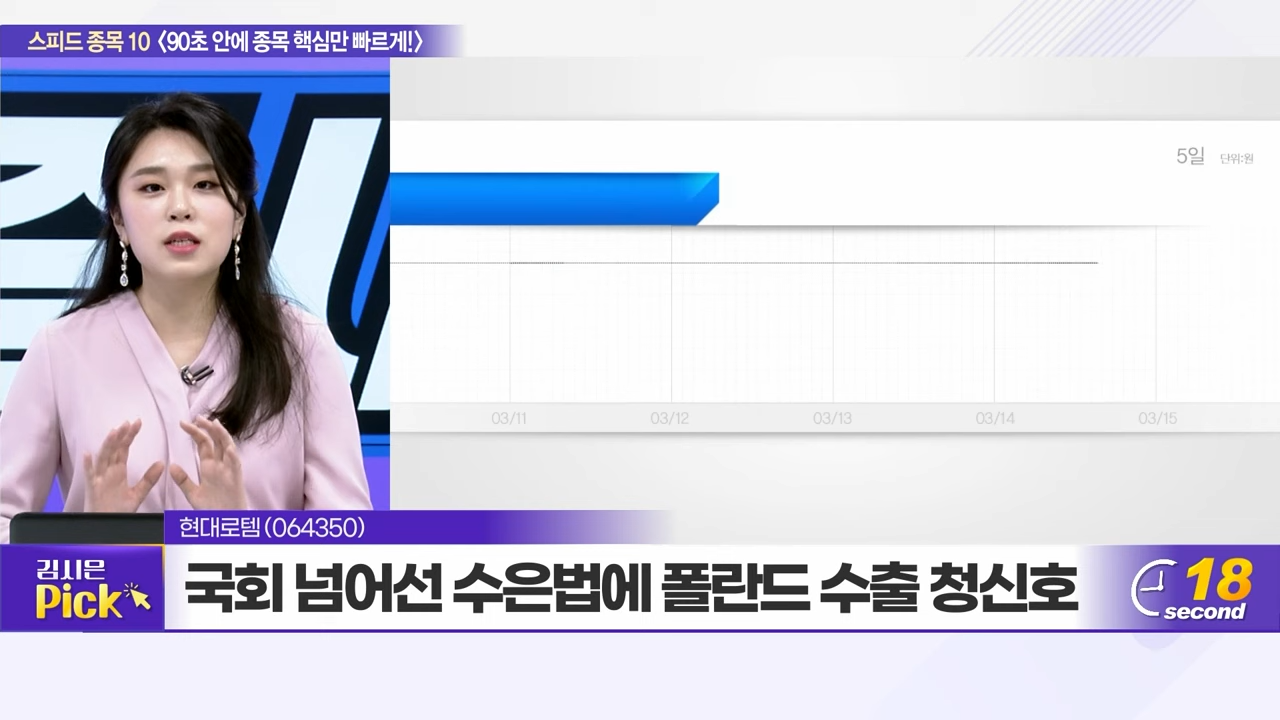 스피드 종목 10 <90초 안에 종목 핵심만 빠르게!>
5일 단위:원
03/11 03/12 03/13 03/14 03/15
현대로템(064350)
김시은
Pick
국회 넘어선 수은법에 폴란드 수출 청신호
18
second